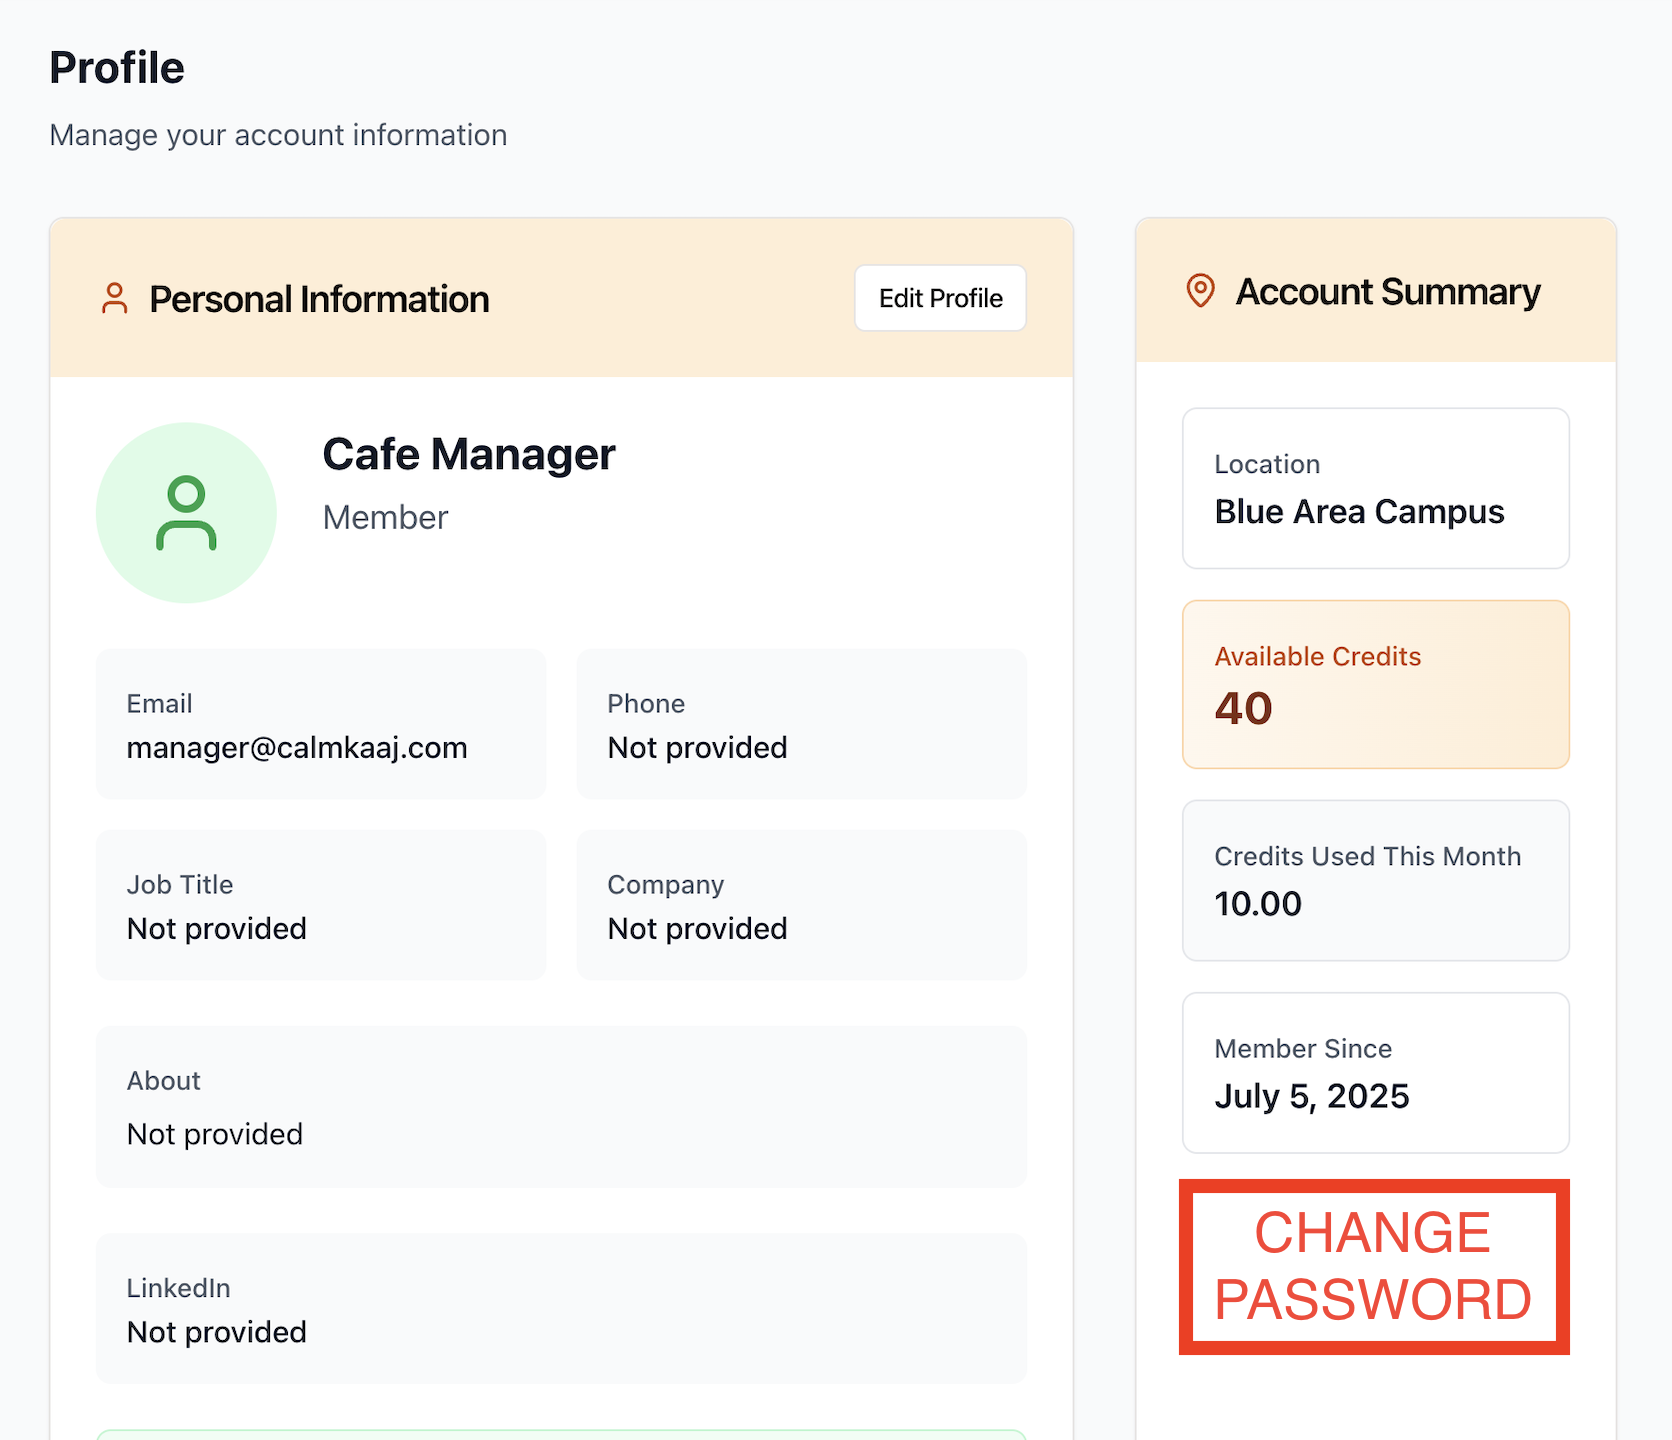 Profile
Manage your account information
Personal Information
Edit Profile
Cafe Manager
Member
Email
manager@calmkaaj.com
Phone
Not provided
Job Title
Not provided
Company
Not provided
About
Not provided
LinkedIn
Not provided
Account Summary
Location
Blue Area Campus
Available Credits
40
Credits Used This Month
10.00
Member Since
July 5, 2025
CHANGE
PASSWORD